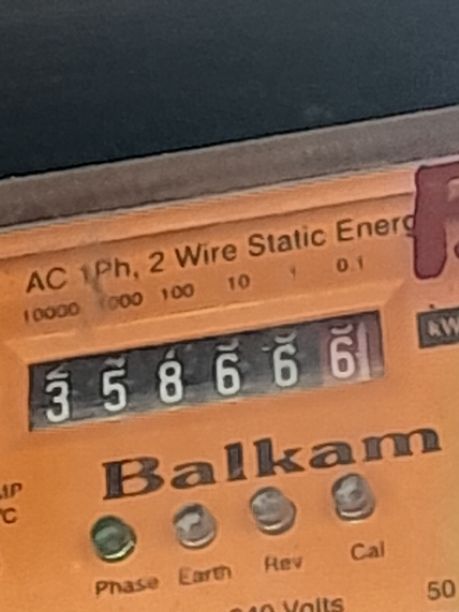 AC 1Ph, 2 Wire Static Energ
10000 1000 100 10 1 0.1
3 5 8 6 6 6
kW
Balkam
Phase Earth Rev Cal
Volts
50